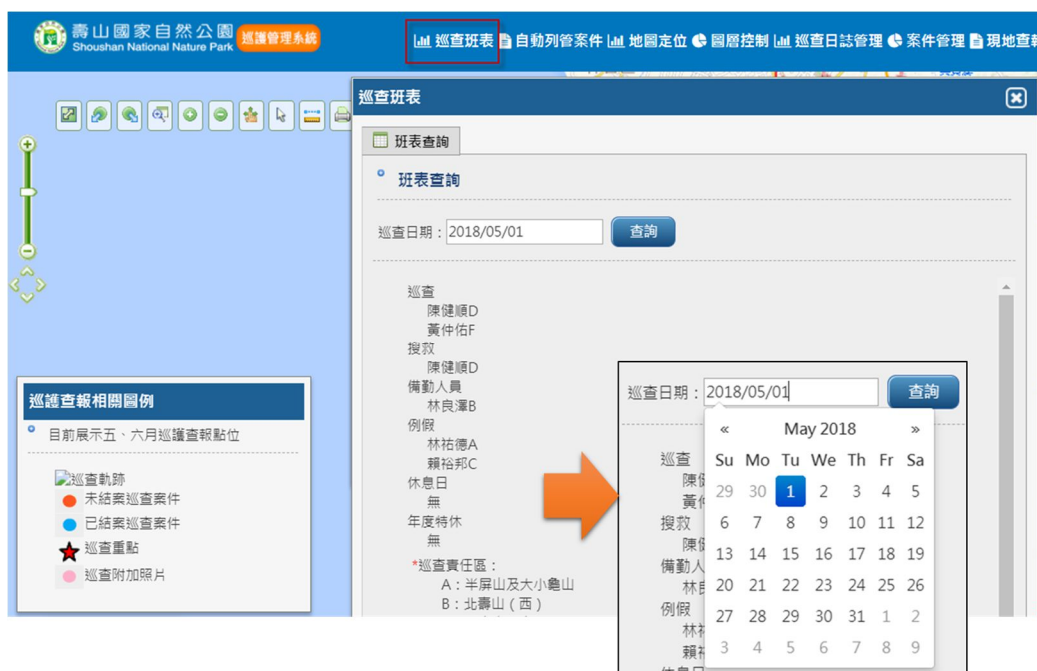 壽山國家自然公園 巡護管理系統
Shoushan National Nature Park
巡查班表 自動列管案件 地圖定位 圖層控制 巡查日誌管理 案件管理 現地查
巡查班表
班表查詢
班表查詢
巡查日期：2018/05/01 查詢
巡查
陳健順D
黃仲佑F
搜救
陳健順D
備勤人員
林良澤B
例假
林祐德A
賴裕邦C
休息日
無
年度特休
無
*巡查責任區：
A：半屏山及大小龜山
B：北壽山（西）
巡護查報相關圖例
目前展示五、六月巡護查報點位
巡查軌跡
未結案巡查案件
已結案巡查案件
巡查重點
巡查附加照片
巡查日期：2018/05/01 查詢
巡查
陳
黃
搜救
陳
備勤人
林
例假
林
賴
« May 2018 »
Su Mo Tu We Th Fr Sa
29 30 1 2 3 4 5
6 7 8 9 10 11 12
13 14 15 16 17 18 19
20 21 22 23 24 25 26
27 28 29 30 31 1 2
3 4 5 6 7 8 9